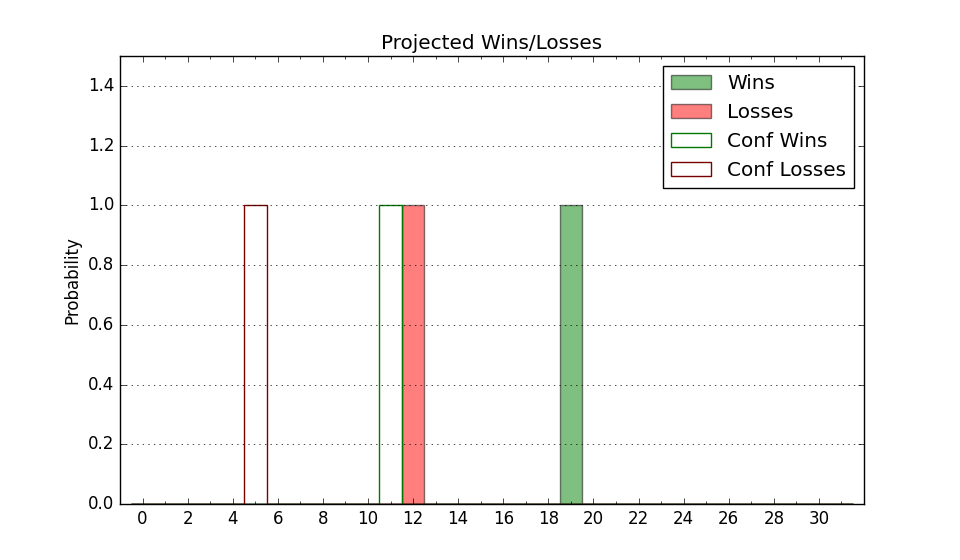 Projected Wins/Losses
Wins
Losses
Conf Wins
Conf Losses
Probability
1.4
1.2
1.0
0.8
0.6
0.4
0.2
0.0
0 2 4 6 8 10 12 14 16 18 20 22 24 26 28 30